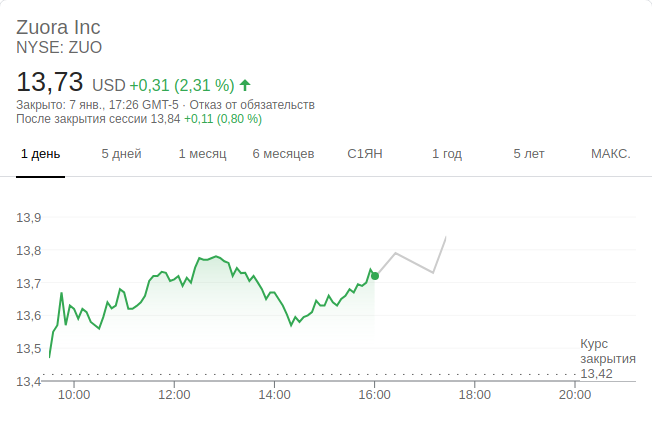 Zuora Inc
NYSE: ZUO
13,73 USD +0,31 (2,31 %)
Закрыто: 7 янв., 17:26 GMT-5 · Отказ от обязательств
После закрытия сессии 13,84 +0,11 (0,80 %)
1 день 5 дней 1 месяц 6 месяцев С1ЯН 1 год 5 лет МАКС.
13,9
13,8
13,7
13,6
13,5
Курс
закрытия
13,42
13,4
10:00 12:00 14:00 16:00 18:00 20:00